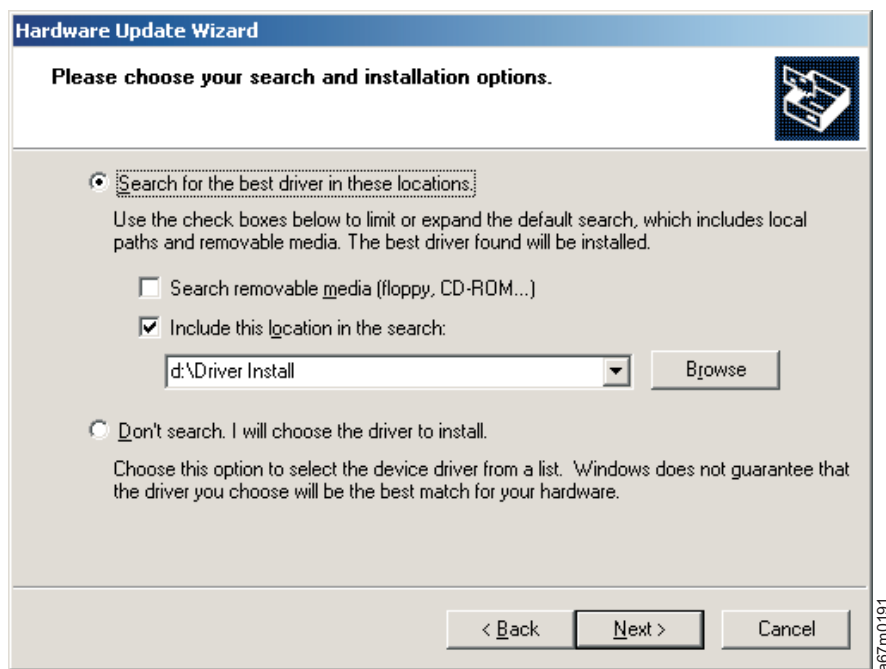 Hardware Update Wizard
Please choose your search and installation options.
Search for the best driver in these locations.
Use the check boxes below to limit or expand the default search, which includes local
paths and removable media. The best driver found will be installed.
Search removable media (floppy, CD-ROM...)
Include this location in the search:
d:\Driver Install
Browse
Don't search. I will choose the driver to install.
Choose this option to select the device driver from a list. Windows does not guarantee that
the driver you choose will be the best match for your hardware.
< Back
Next >
Cancel
a67m0191